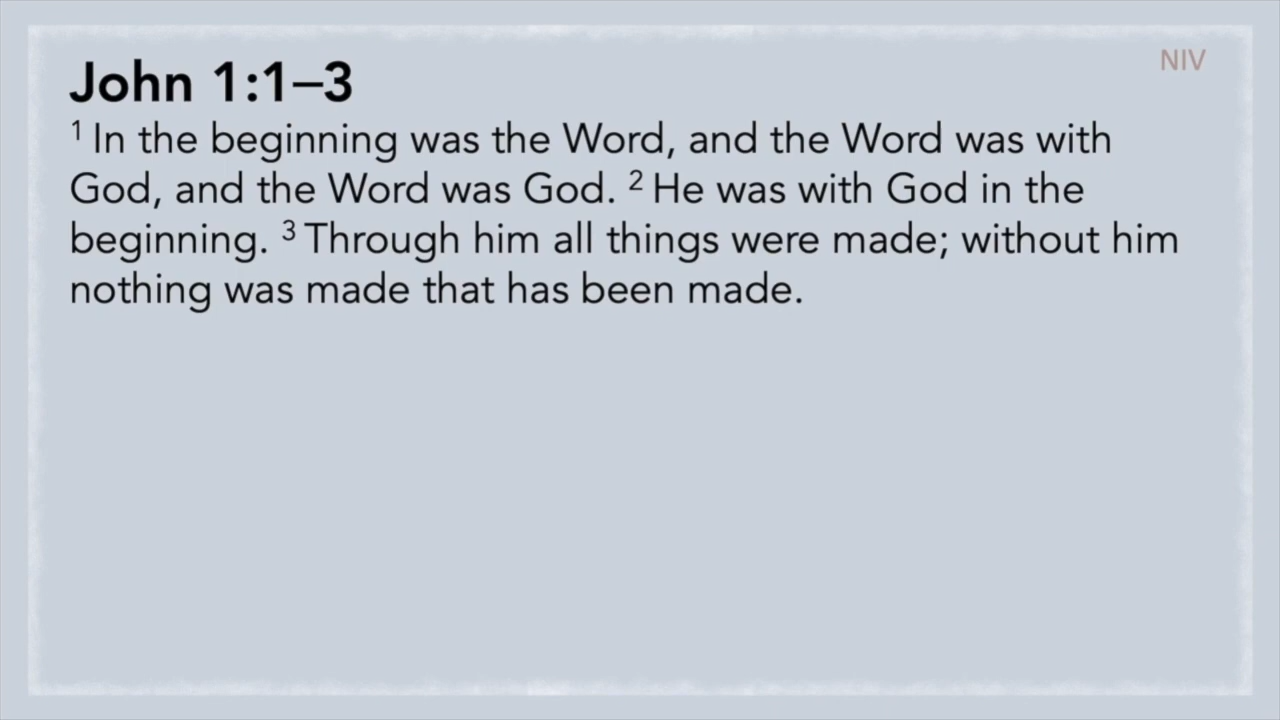 John 1:1–3
NIV
1 In the beginning was the Word, and the Word was with
God, and the Word was God. 2 He was with God in the
beginning. 3 Through him all things were made; without him
nothing was made that has been made.